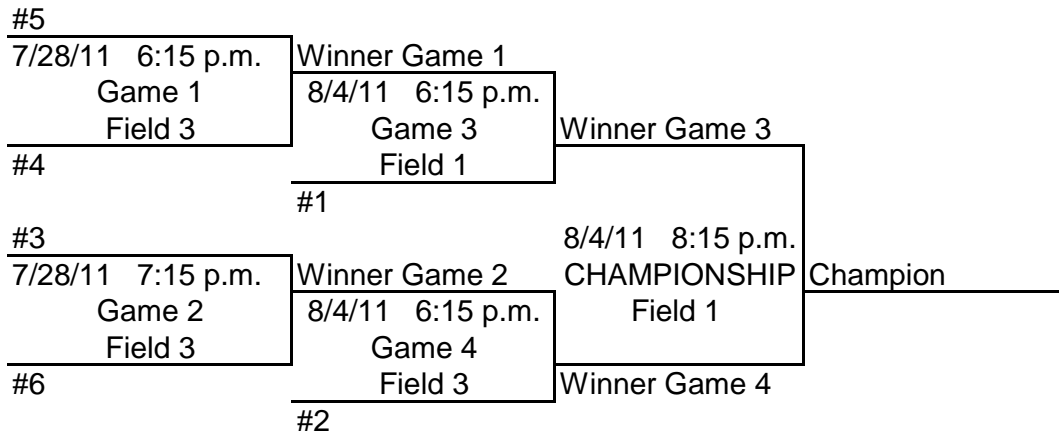 #5
7/28/11 6:15 p.m.
Game 1
Field 3
#4
Winner Game 1
8/4/11 6:15 p.m.
Game 3
Field 1
#1
Winner Game 3
#3
7/28/11 7:15 p.m.
Game 2
Field 3
#6
Winner Game 2
8/4/11 6:15 p.m.
Game 4
Field 3
#2
Winner Game 4
8/4/11 8:15 p.m.
CHAMPIONSHIP
Field 1
Champion